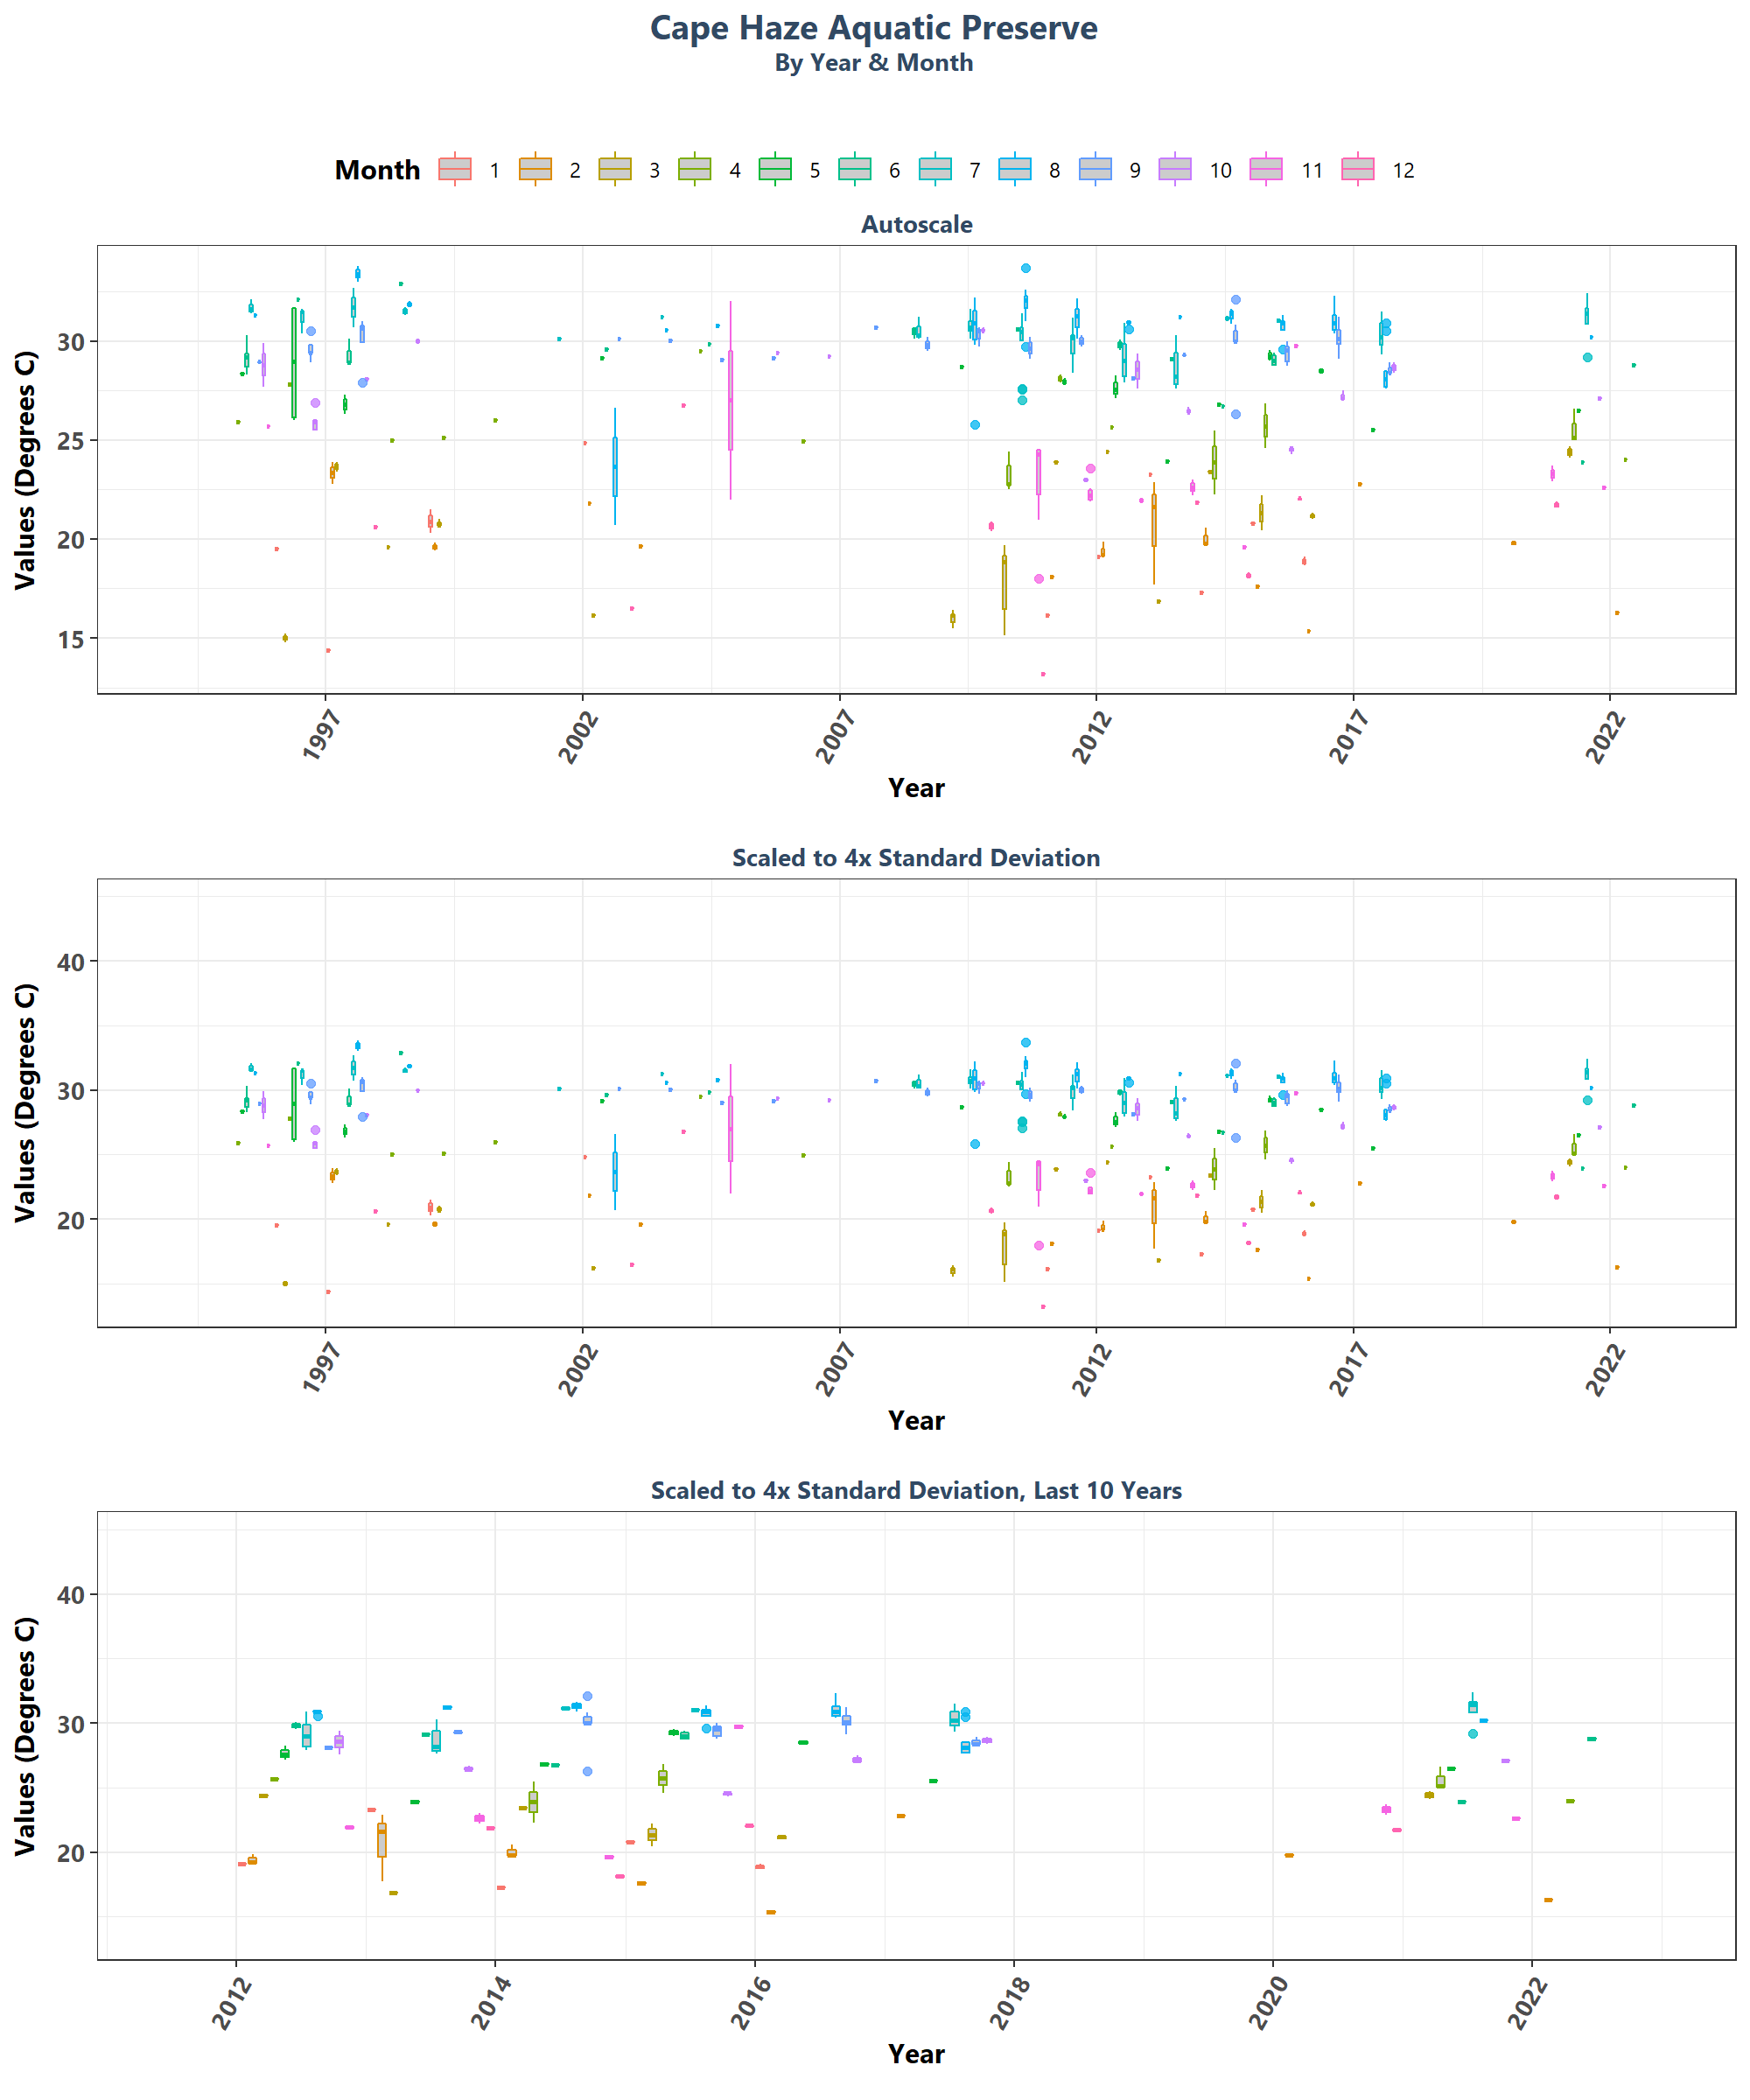 Cape Haze Aquatic Preserve
By Year & Month
Month 1 2 3 4 5 6 7 8 9 10 11 12
Autoscale
Values (Degrees C)
30
25
20
15
1997 2002 2007 2012 2017 2022
Year
Scaled to 4x Standard Deviation
Values (Degrees C)
40
30
20
1997 2002 2007 2012 2017 2022
Year
Scaled to 4x Standard Deviation, Last 10 Years
Values (Degrees C)
40
30
20
2012 2014 2016 2018 2020 2022
Year